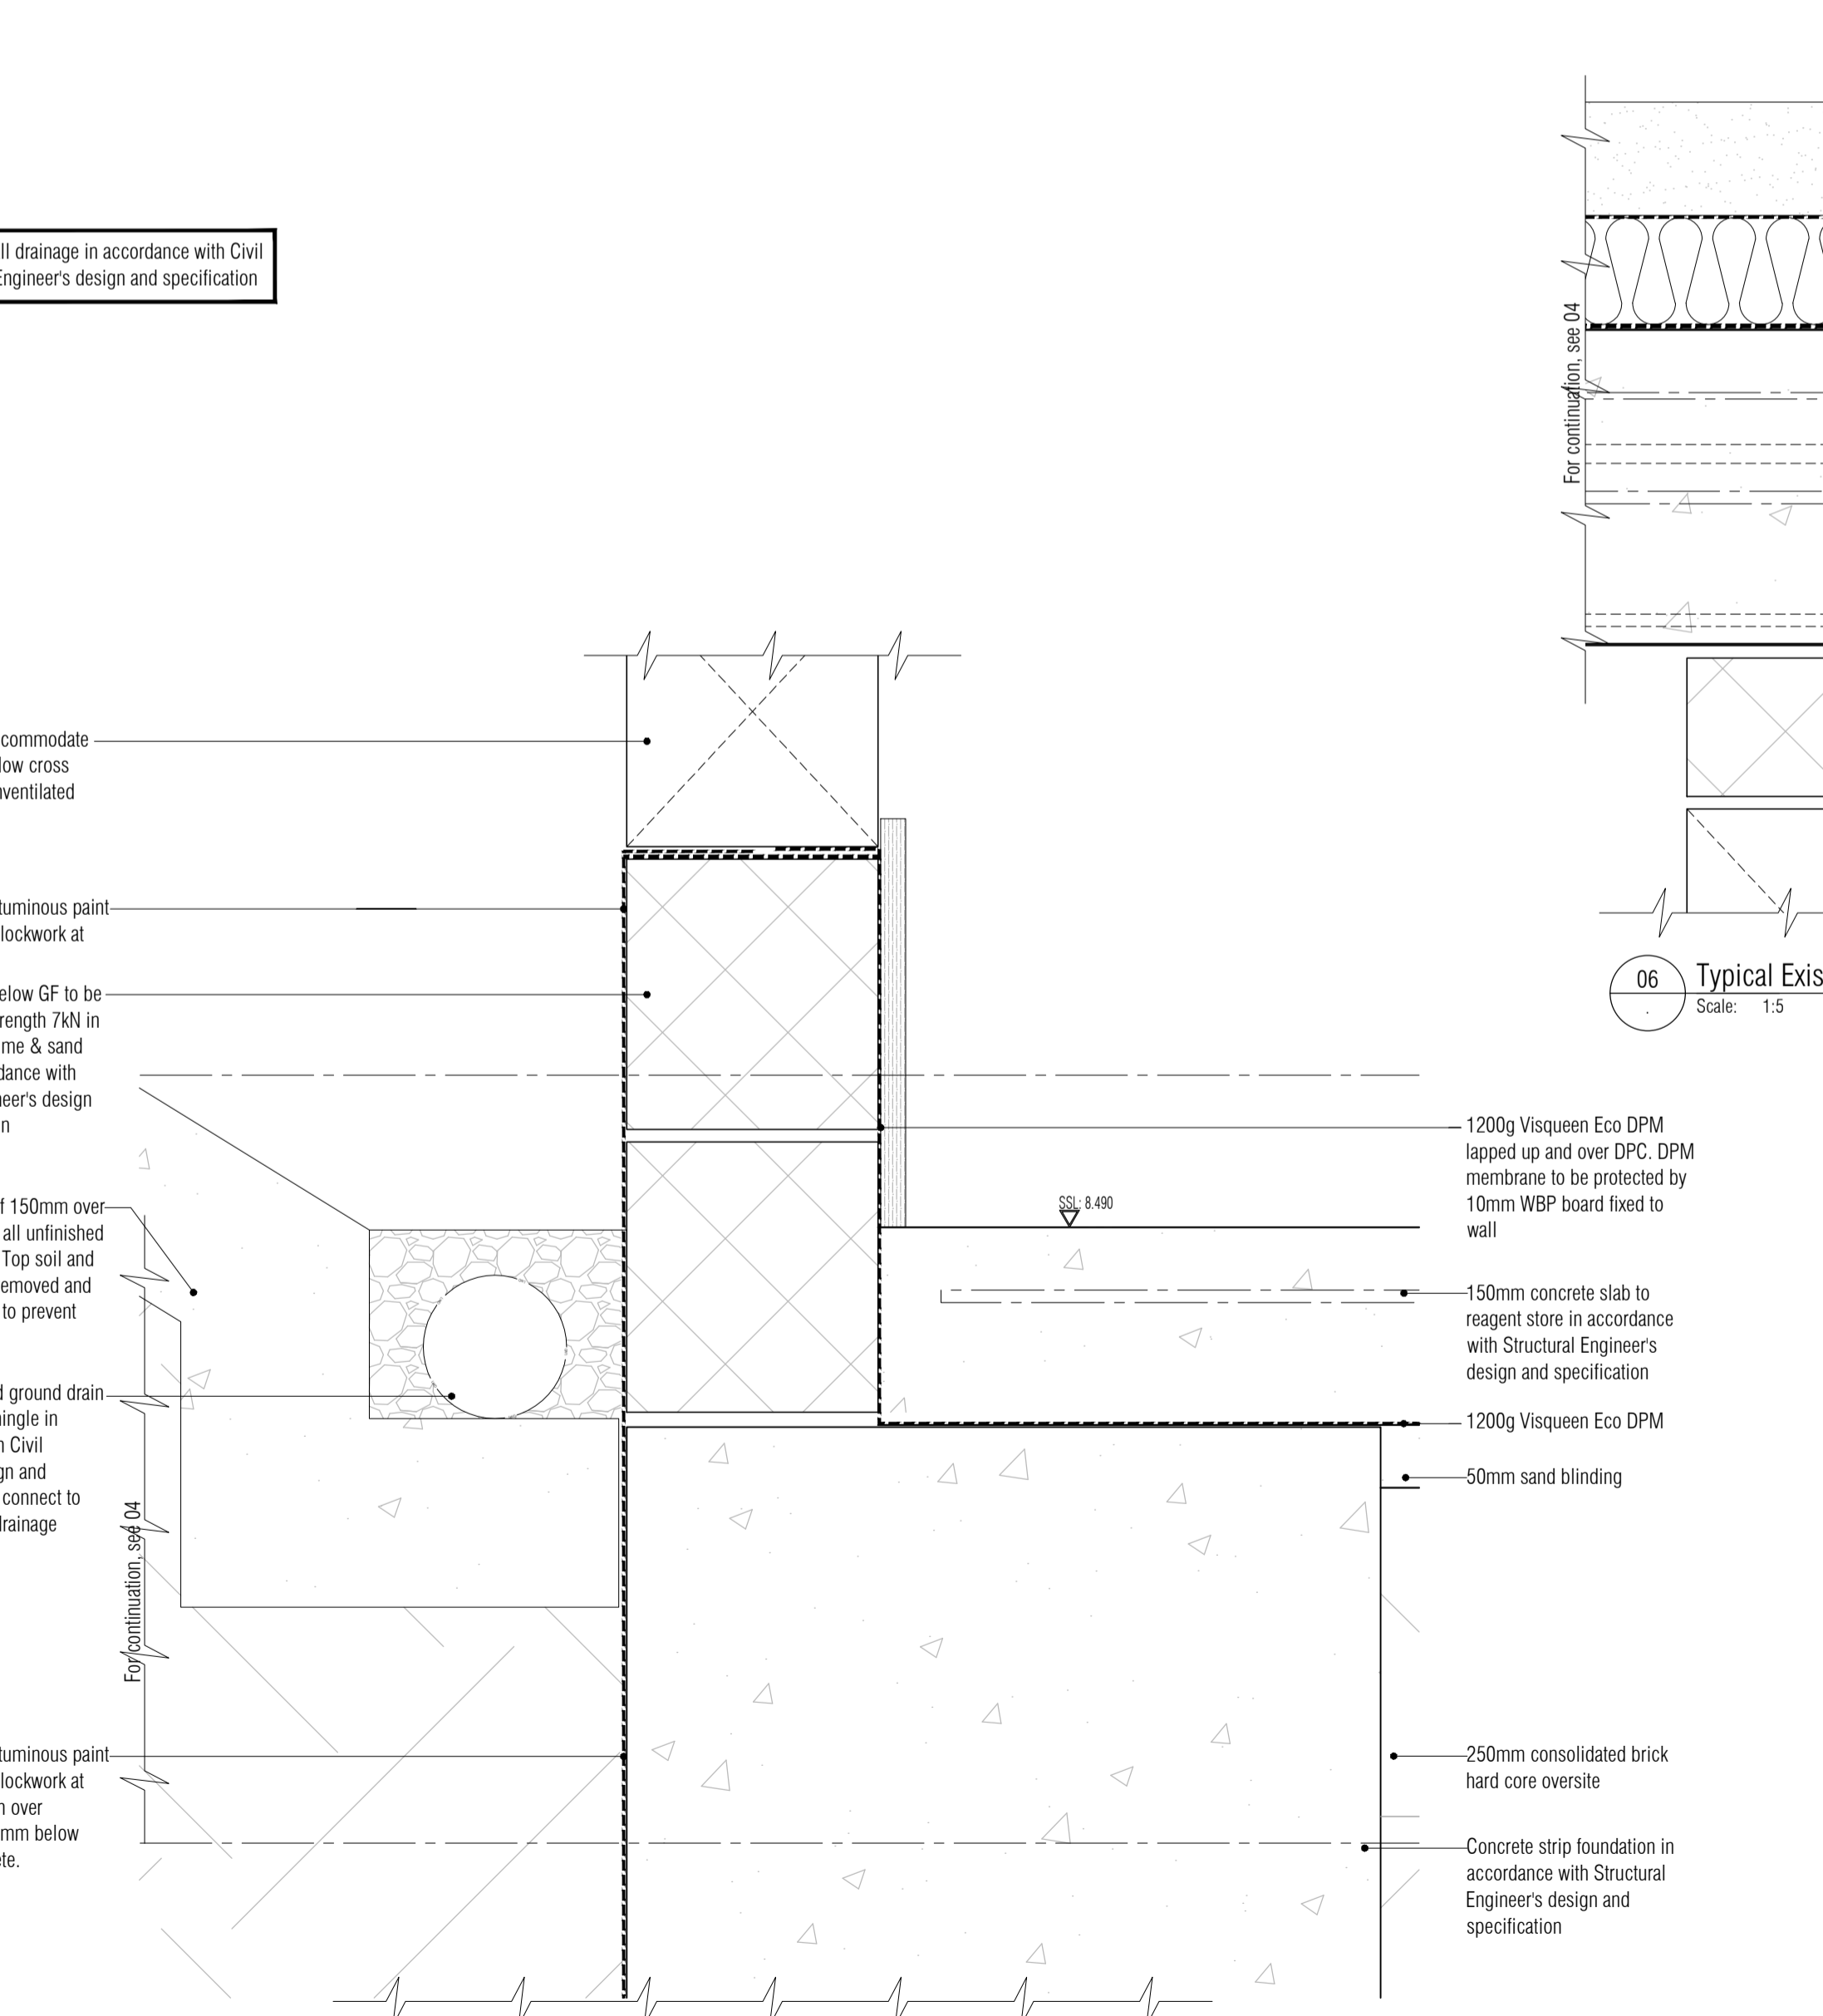 ll drainage in accordance with Civil
Engineer's design and specification
commodate
low cross
ventilated
tuminous paint
lockwork at
elow GF to be
rength 7kN in
me & sand
dance with
neer's design
n
f 150mm over
all unfinished
Top soil and
emoved and
to prevent
d ground drain
ingle in
n Civil
gn and
connect to
drainage
For continuation, see 04
tuminous paint
lockwork at
n over
mm below
ete.
SSL: 8.490
1200g Visqueen Eco DPM
lapped up and over DPC. DPM
membrane to be protected by
10mm WBP board fixed to
wall
150mm concrete slab to
reagent store in accordance
with Structural Engineer's
design and specification
1200g Visqueen Eco DPM
50mm sand blinding
250mm consolidated brick
hard core oversite
Concrete strip foundation in
accordance with Structural
Engineer's design and
specification
For continuation, see 04
06
Typical Exis
Scale: 1:5